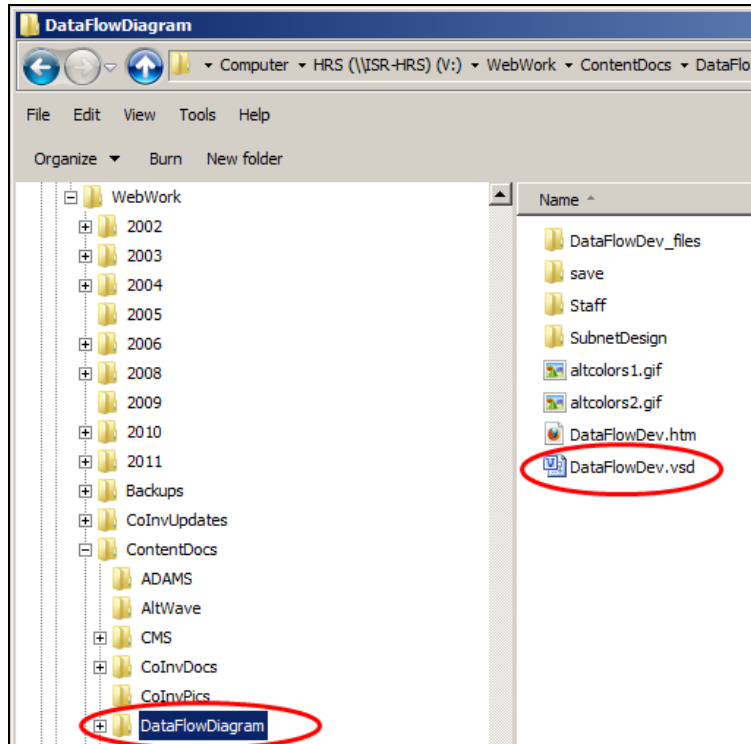 DataFlowDiagram
Computer HRS (\\ISR-HRS) (V:) WebWork ContentDocs DataFlo
File Edit View Tools Help
Organize Burn New folder
WebWork
2002
2003
2004
2005
2006
2008
2009
2010
2011
Backups
CoInvUpdates
ContentDocs
ADAMS
AltWave
CMS
CoInvDocs
CoInvPics
DataFlowDiagram
Name
DataFlowDev_files
save
Staff
SubnetDesign
altcolors1.gif
altcolors2.gif
DataFlowDev.htm
DataFlowDev.vsd